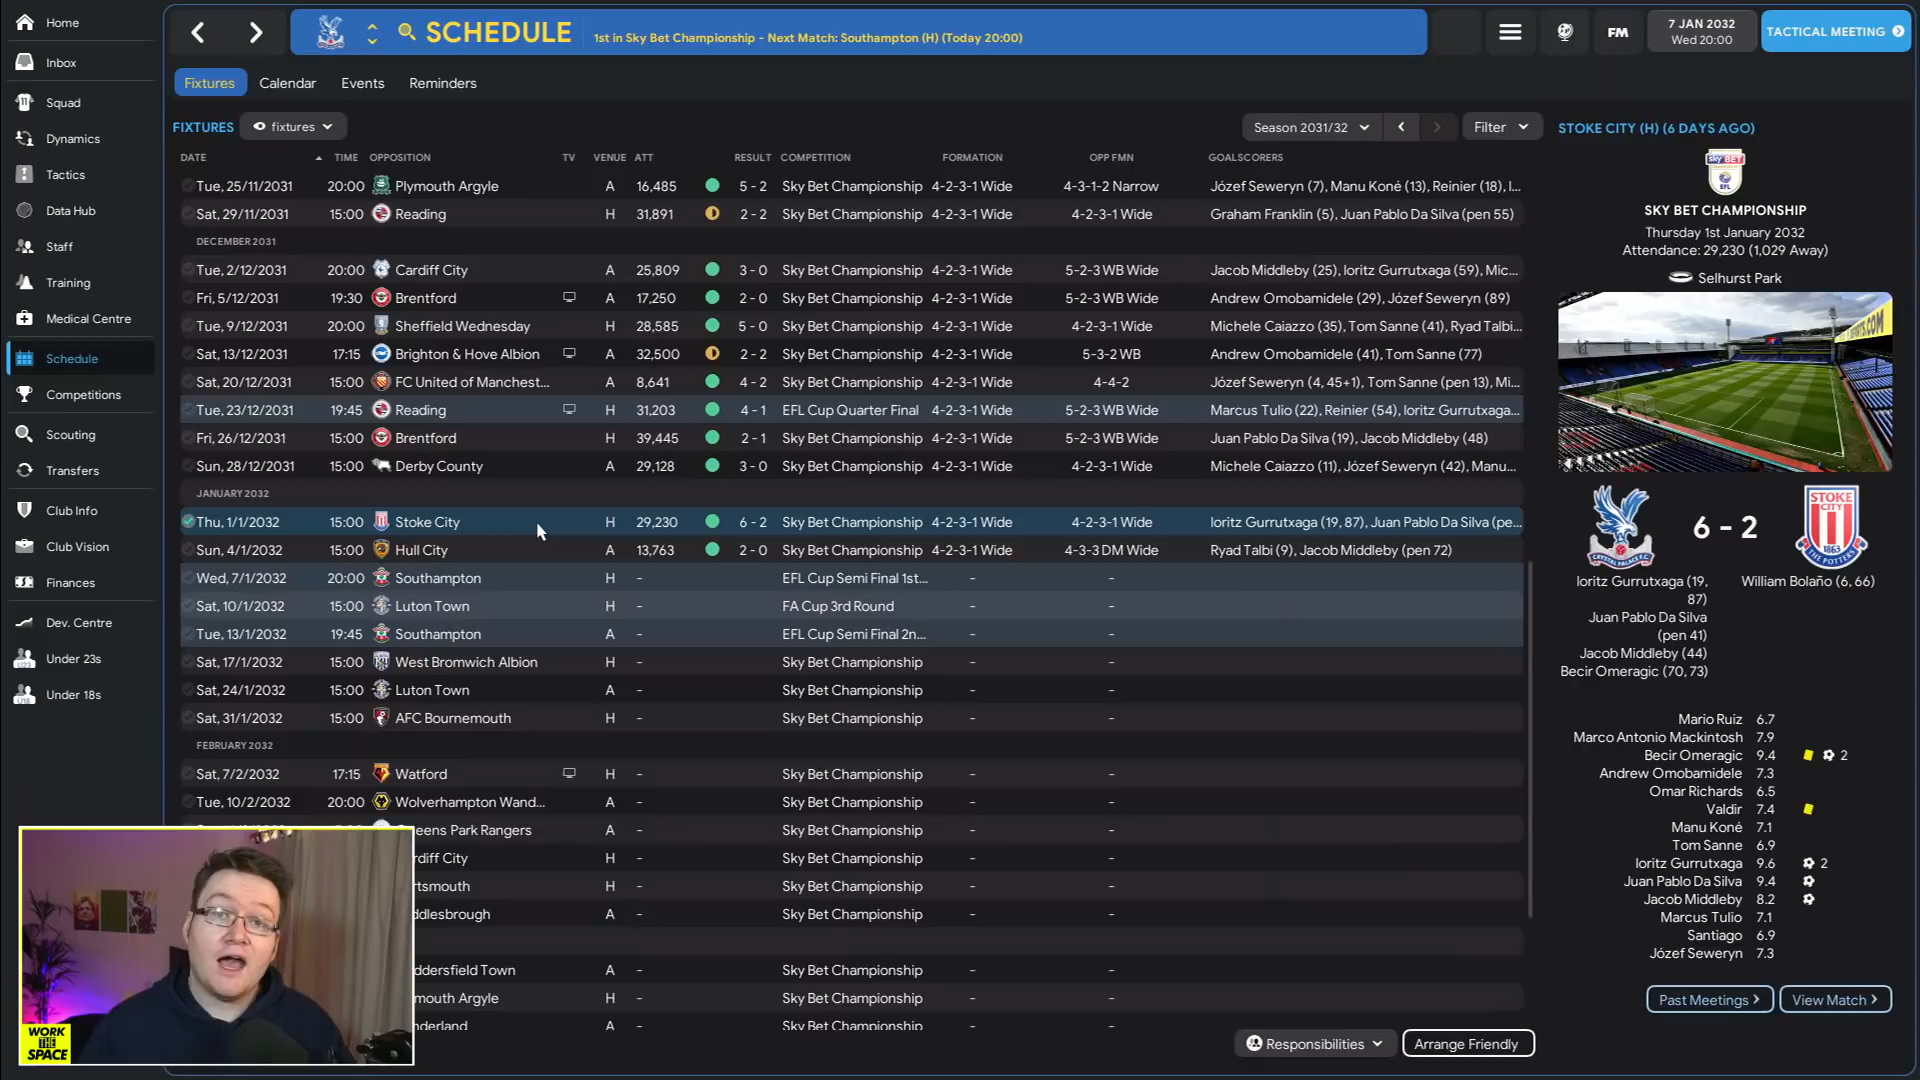 Home
Inbox
Squad
Dynamics
Tactics
Data Hub
Staff
Training
Medical Centre
Schedule
Competitions
Scouting
Transfers
Club Info
Club Vision
Finances
Dev. Centre
Under 23s
Under 18s
SCHEDULE
1st in Sky Bet Championship - Next Match: Southampton (H) (Today 20:00)
FM
7 JAN 2032
Wed 20:00
TACTICAL MEETING
Fixtures Calendar Events Reminders
FIXTURES fixtures Season 2031/32 Filter
DATE TIME OPPOSITION TV VENUE ATT RESULT COMPETITION FORMATION OPP FMN GOALSCORERS
Tue, 25/11/2031 20:00 Plymouth Argyle A 16,485 5 - 2 Sky Bet Championship 4-2-3-1 Wide 4-3-1-2 Narrow Józef Seweryn (7), Manu Koné (13), Reinier (18), I...
Sat, 29/11/2031 15:00 Reading H 31,891 2 - 2 Sky Bet Championship 4-2-3-1 Wide 4-2-3-1 Wide Graham Franklin (5), Juan Pablo Da Silva (pen 55)
DECEMBER 2031
Tue, 2/12/2031 20:00 Cardiff City A 25,809 3 - 0 Sky Bet Championship 4-2-3-1 Wide 5-2-3 WB Wide Jacob Middleby (25), Ioritz Gurrutxaga (59), Mic...
Fri, 5/12/2031 19:30 Brentford A 17,250 2 - 0 Sky Bet Championship 4-2-3-1 Wide 5-2-3 WB Wide Andrew Omobamidele (29), Józef Seweryn (89)
Tue, 9/12/2031 20:00 Sheffield Wednesday H 28,585 5 - 0 Sky Bet Championship 4-2-3-1 Wide 4-2-3-1 Wide Michele Caiazzo (35), Tom Sanne (41), Ryad Talbi...
Sat, 13/12/2031 17:15 Brighton & Hove Albion A 32,500 2 - 2 Sky Bet Championship 4-2-3-1 Wide 5-3-2 WB Andrew Omobamidele (41), Tom Sanne (77)
Sat, 20/12/2031 15:00 FC United of Manchest... A 8,641 4 - 2 Sky Bet Championship 4-2-3-1 Wide 4-4-2 Józef Seweryn (4, 45+1), Tom Sanne (pen 13), Mi...
Tue, 23/12/2031 19:45 Reading H 31,203 4 - 1 EFL Cup Quarter Final 4-2-3-1 Wide 5-2-3 WB Wide Marcus Tulio (22), Reinier (54), Ioritz Gurrutxaga...
Fri, 26/12/2031 15:00 Brentford H 39,445 2 - 1 Sky Bet Championship 4-2-3-1 Wide 5-2-3 WB Wide Juan Pablo Da Silva (19), Jacob Middleby (48)
Sun, 28/12/2031 15:00 Derby County A 29,128 3 - 0 Sky Bet Championship 4-2-3-1 Wide 4-2-3-1 Wide Michele Caiazzo (11), Józef Seweryn (42), Manu...
JANUARY 2032
Thu, 1/1/2032 15:00 Stoke City H 29,230 6 - 2 Sky Bet Championship 4-2-3-1 Wide 4-2-3-1 Wide Ioritz Gurrutxaga (19, 87), Juan Pablo Da Silva (pe...
Sun, 4/1/2032 15:00 Hull City A 13,763 2 - 0 Sky Bet Championship 4-2-3-1 Wide 4-3-3 DM Wide Ryad Talbi (9), Jacob Middleby (pen 72)
Wed, 7/1/2032 20:00 Southampton H - EFL Cup Semi Final 1st... - -
Sat, 10/1/2032 15:00 Luton Town H - FA Cup 3rd Round - -
Tue, 13/1/2032 19:45 Southampton A - EFL Cup Semi Final 2n... - -
Sat, 17/1/2032 15:00 West Bromwich Albion H - Sky Bet Championship - -
Sat, 24/1/2032 15:00 Luton Town A - Sky Bet Championship - -
Sat, 31/1/2032 15:00 AFC Bournemouth H - Sky Bet Championship - -
FEBRUARY 2032
Sat, 7/2/2032 17:15 Watford H - Sky Bet Championship - -
Tue, 10/2/2032 20:00 Wolverhampton Wand... A - Sky Bet Championship - -
Queens Park Rangers A - Sky Bet Championship - -
rdiff City H - Sky Bet Championship - -
rtsmouth H - Sky Bet Championship - -
ddlesbrough A - Sky Bet Championship - -
ddersfield Town A - Sky Bet Championship - -
mouth Argyle H - Sky Bet Championship - -
nderland A - Sky Bet Championship - -
Responsibilities Arrange Friendly
STOKE CITY (H) (6 DAYS AGO)
sky BET
EFL
SKY BET CHAMPIONSHIP
Thursday 1st January 2032
Attendance: 29,230 (1,029 Away)
Selhurst Park
CRYSTAL PALACE F.C.
6 - 2
STOKE CITY
1863
THE POTTERS
Ioritz Gurrutxaga (19, 87)
Juan Pablo Da Silva (pen 41)
Jacob Middleby (44)
Becir Omeragic (70, 73)
William Bolaño (6, 66)
Mario Ruiz 6.7
Marco Antonio Mackintosh 7.9
Becir Omeragic 9.4 2
Andrew Omobamidele 7.3
Omar Richards 6.5
Valdir 7.4
Manu Koné 7.1
Tom Sanne 6.9
Ioritz Gurrutxaga 9.6 2
Juan Pablo Da Silva 9.4
Jacob Middleby 8.2
Marcus Tulio 7.1
Santiago 6.9
Józef Seweryn 7.3
Past Meetings View Match
WORK
THE
SPACE